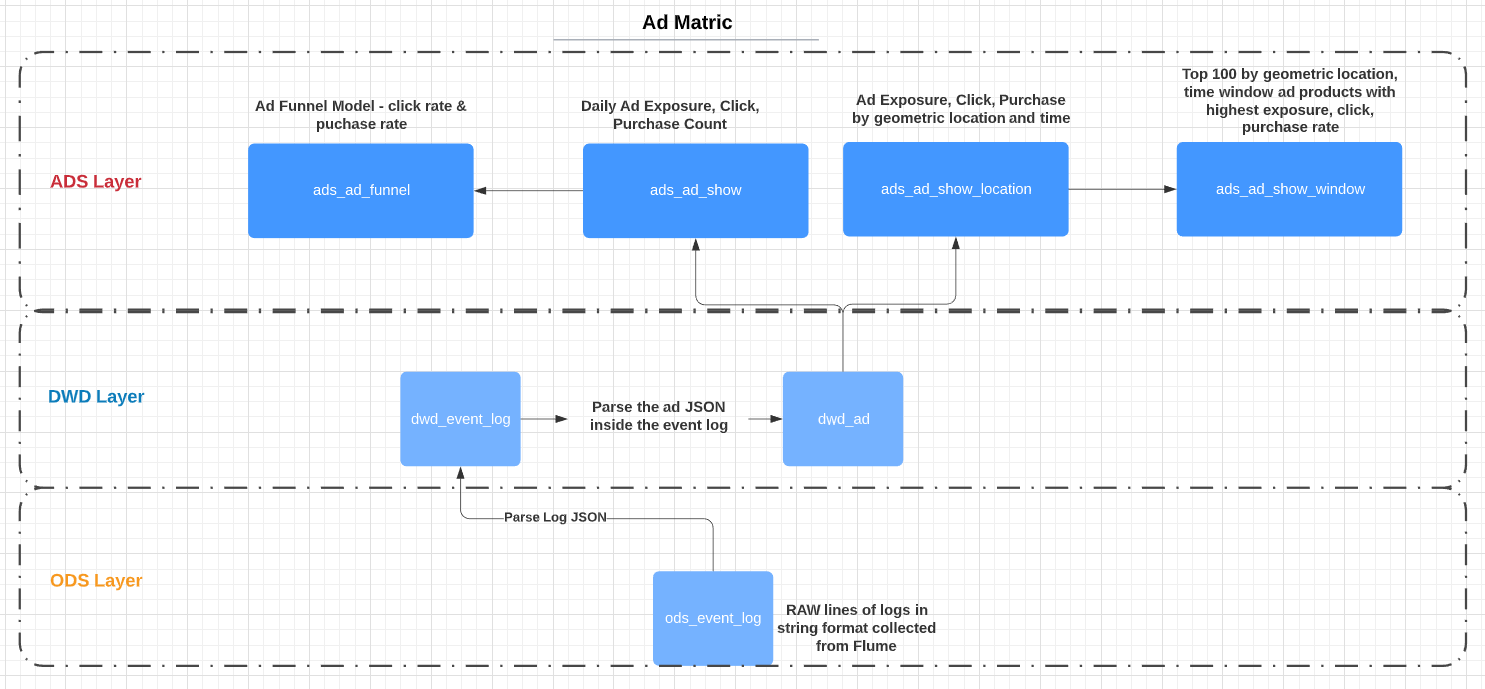 Ad Matric
Ad Funnel Model - click rate &
puchase rate
Daily Ad Exposure, Click,
Purchase Count
Ad Exposure, Click, Purchase
by geometric location and time
Top 100 by geometric location,
time window ad products with
highest exposure, click,
purchase rate
ADS Layer
ads_ad_funnel
ads_ad_show
ads_ad_show_location
ads_ad_show_window
DWD Layer
dwd_event_log
Parse the ad JSON
inside the event log
dwd_ad
Parse Log JSON
ODS Layer
ods_event_log
RAW lines of logs in
string format collected
from Flume